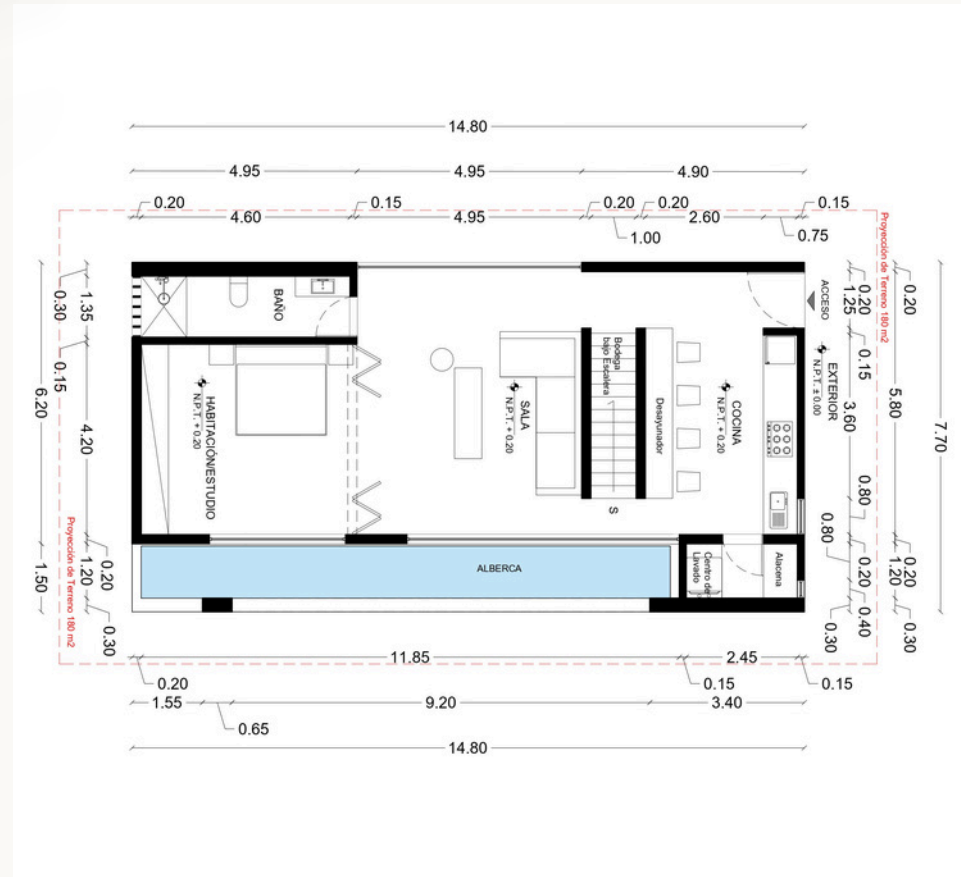 14.80
4.95
4.95
4.90
0.20
0.15
0.20
0.20
0.15
4.60
4.95
2.60
1.00
0.75
Proyección de Terreno 180 m2
0.30
1.35
0.15
6.20
4.20
1.50
1.20
0.20
0.30
BAÑO
HABITACIÓN/ESTUDIO
N.P.T. + 0.20
SALA
N.P.T. + 0.20
Bodega
bajo Escalera
S
Desayunador
COCINA
N.P.T. + 0.20
ACCESO
EXTERIOR
N.P.T. ± 0.00
ALBERCA
Centro de
Lavado
Alacena
0.20
1.25
0.15
3.60
0.80
0.80
0.20
0.40
0.30
0.20
5.80
0.20
1.20
0.30
7.70
Proyección de Terreno 180 m2
11.85
2.45
0.20
0.15
0.15
1.55
9.20
3.40
0.65
14.80